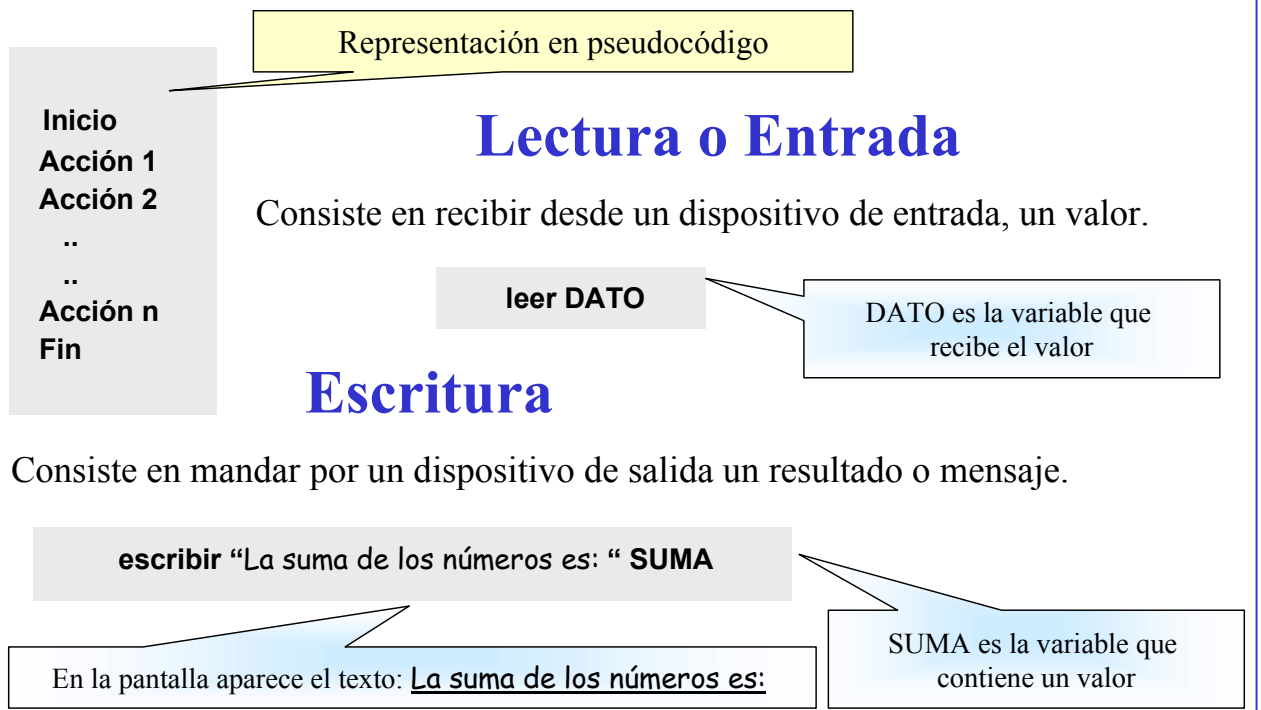 Representación en pseudocódigo
Inicio
Acción 1
Acción 2
..
..
Acción n
Fin
Lectura o Entrada
Consiste en recibir desde un dispositivo de entrada, un valor.
leer DATO
DATO es la variable que
recibe el valor
Escritura
Consiste en mandar por un dispositivo de salida un resultado o mensaje.
escribir “La suma de los números es: “ SUMA
En la pantalla aparece el texto: La suma de los números es:
SUMA es la variable que
contiene un valor